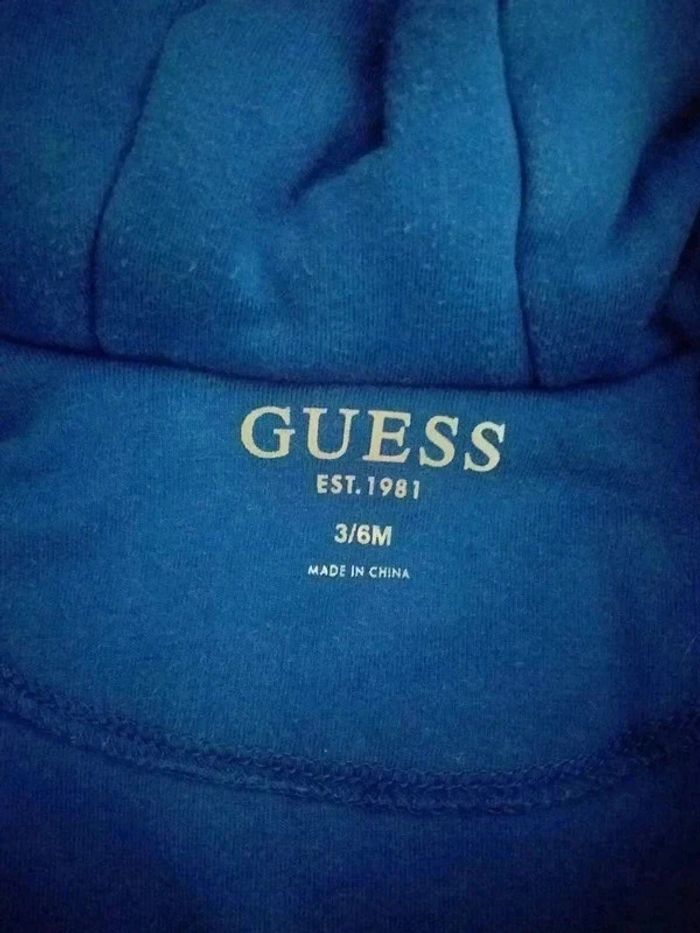 GUESS
EST. 1981
3/6M
MADE IN CHINA